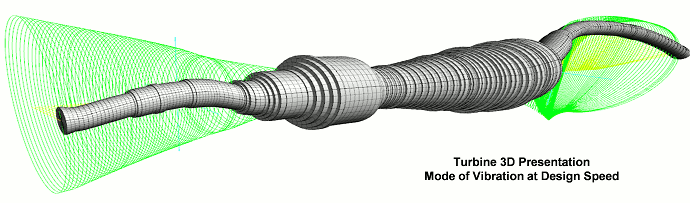 Turbine 3D Presentation
Mode of Vibration at Design Speed